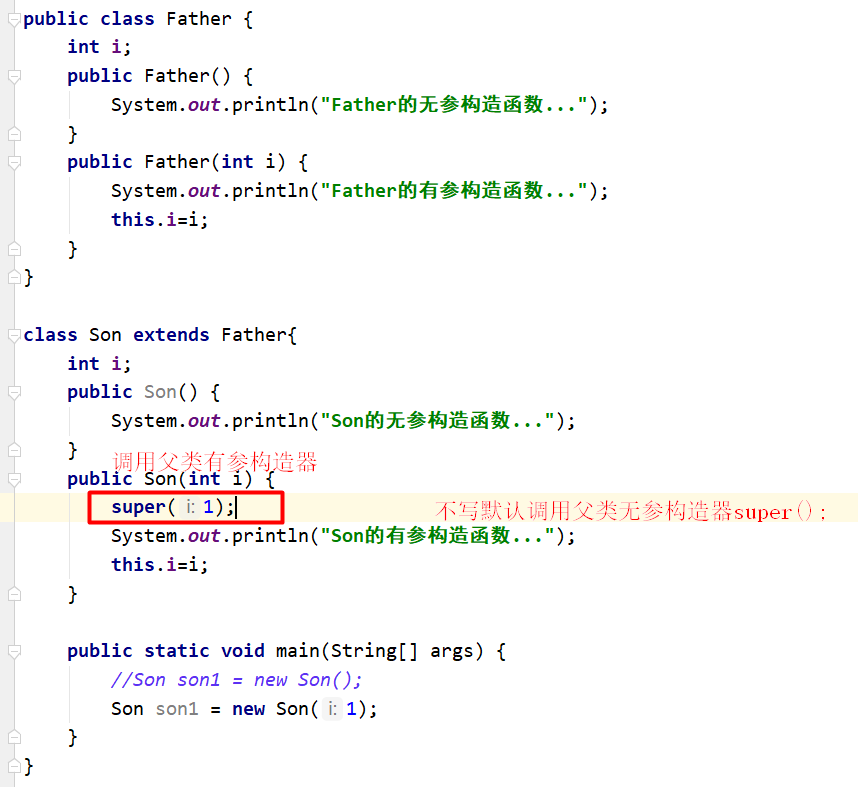 public class Father {
    int i;
    public Father() {
        System.out.println("Father的无参构造函数...");
    }
    public Father(int i) {
        System.out.println("Father的有参构造函数...");
        this.i=i;
    }
}
class Son extends Father{
    int i;
    public Son() {
        System.out.println("Son的无参构造函数...");
    }
调用父类有参构造器
    public Son(int i) {
        super( i: 1);
不写默认调用父类无参构造器super();
        System.out.println("Son的有参构造函数...");
        this.i=i;
    }
    public static void main(String[] args) {
        //Son son1 = new Son();
        Son son1 = new Son( i: 1);
    }
}